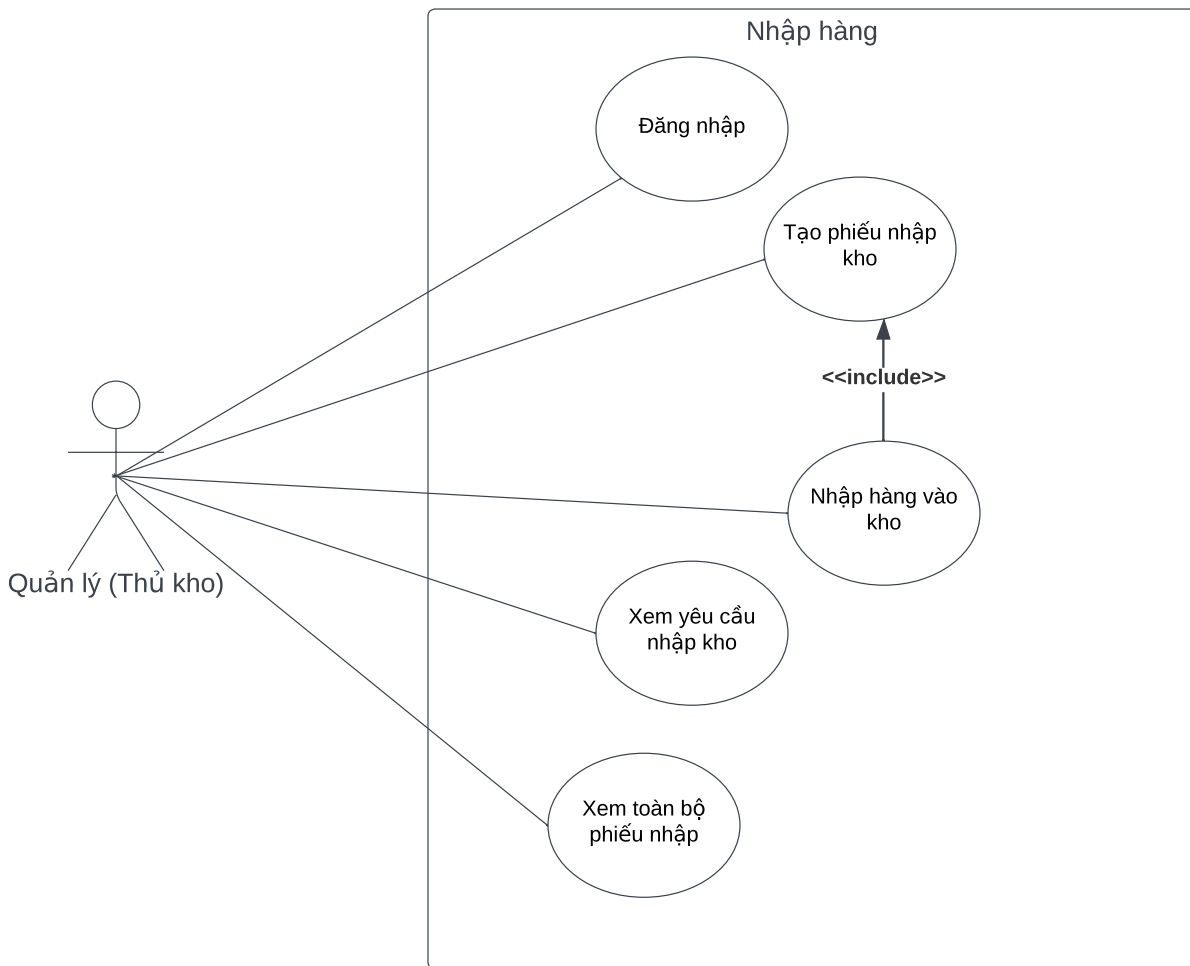 Nhập hàng
Đăng nhập
Tạo phiếu nhập
kho
<<include>>
Nhập hàng vào
kho
Quản lý (Thủ kho)
Xem yêu cầu
nhập kho
Xem toàn bộ
phiếu nhập